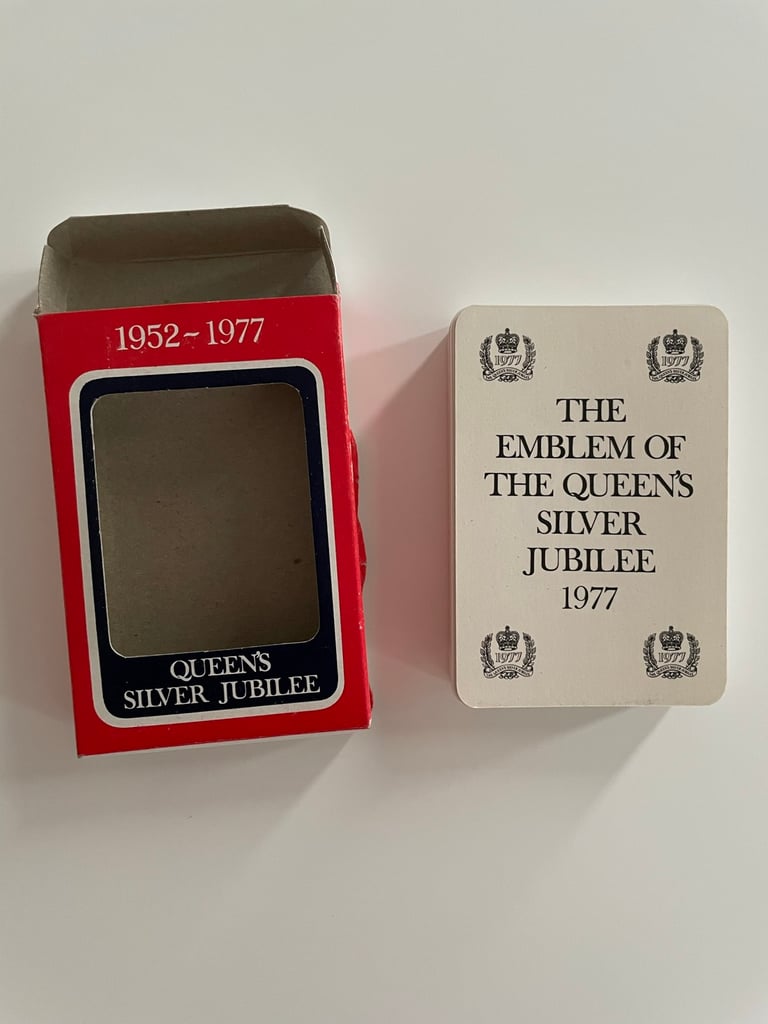 1952~1977
QUEEN'S
SILVER JUBILEE
1977
1977
THE
EMBLEM OF
THE QUEEN'S
SILVER
JUBILEE
1977
1977
1977